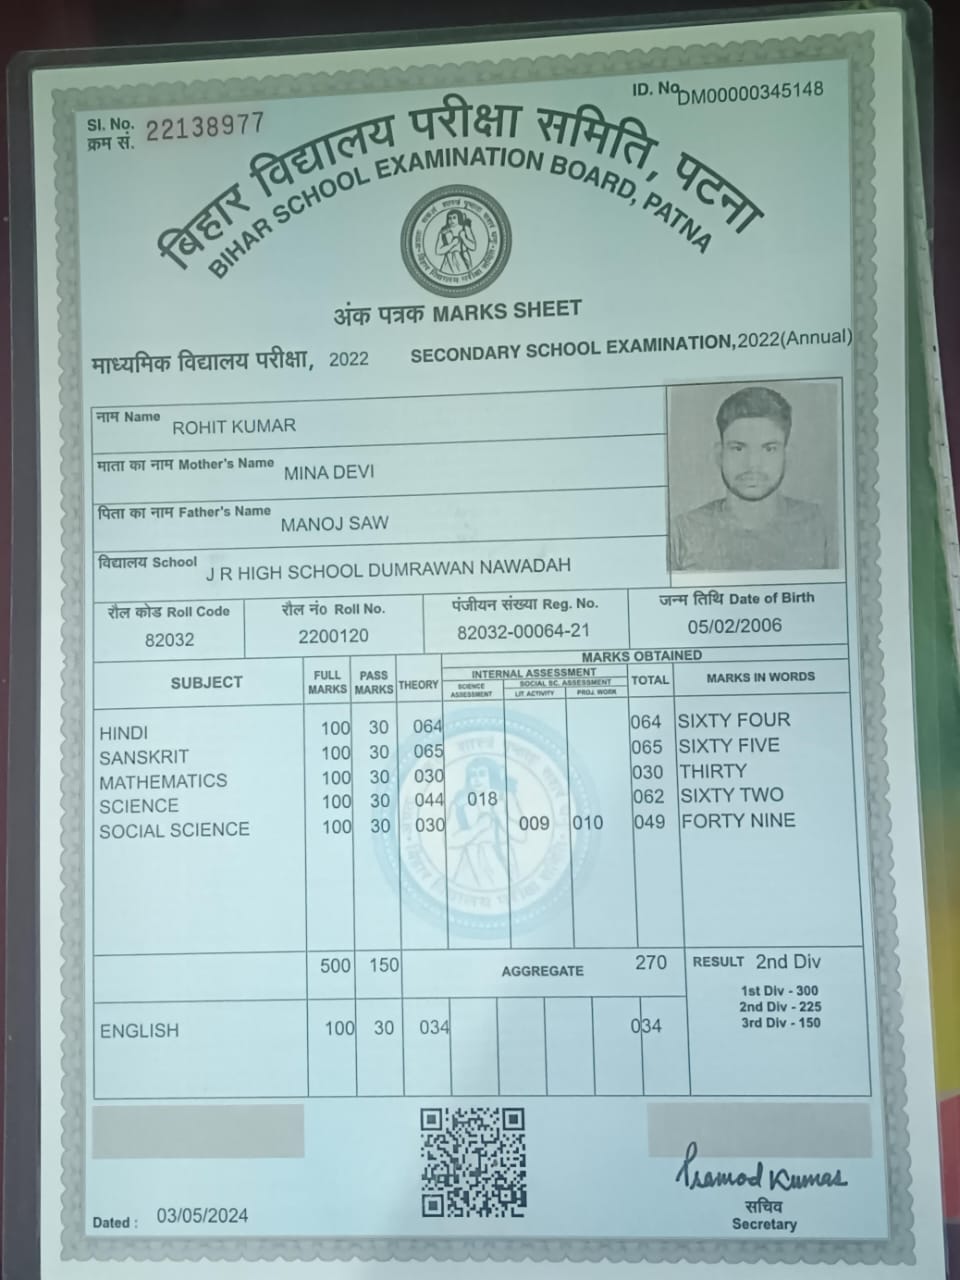 Sl. No. 22138977
क्रम सं.
ID. No. DM00000345148
बिहार विद्यालय परीक्षा समिति, पटना
BIHAR SCHOOL EXAMINATION BOARD, PATNA
अंक पत्रक MARKS SHEET
माध्यमिक विद्यालय परीक्षा, 2022 SECONDARY SCHOOL EXAMINATION,2022(Annual)
नाम Name ROHIT KUMAR
माता का नाम Mother's Name MINA DEVI
पिता का नाम Father's Name MANOJ SAW
विद्यालय School J R HIGH SCHOOL DUMRAWAN NAWADAH
रौल कोड Roll Code रौल नं० Roll No. पंजीयन संख्या Reg. No. जन्म तिथि Date of Birth
82032 2200120 82032-00064-21 05/02/2006
MARKS OBTAINED
SUBJECT FULL MARKS PASS MARKS THEORY INTERNAL ASSESSMENT TOTAL MARKS IN WORDS
SCIENCE ASSESSMENT SOCIAL SC. ASSESSMENT
LIT. ACTIVITY PROJ. WORK
HINDI 100 30 064 064 SIXTY FOUR
SANSKRIT 100 30 065 065 SIXTY FIVE
MATHEMATICS 100 30 030 030 THIRTY
SCIENCE 100 30 044 018 062 SIXTY TWO
SOCIAL SCIENCE 100 30 030 009 010 049 FORTY NINE
500 150 AGGREGATE 270 RESULT 2nd Div
1st Div - 300
2nd Div - 225
3rd Div - 150
ENGLISH 100 30 034 034
Pramod Kumar
सचिव
Secretary
Dated : 03/05/2024